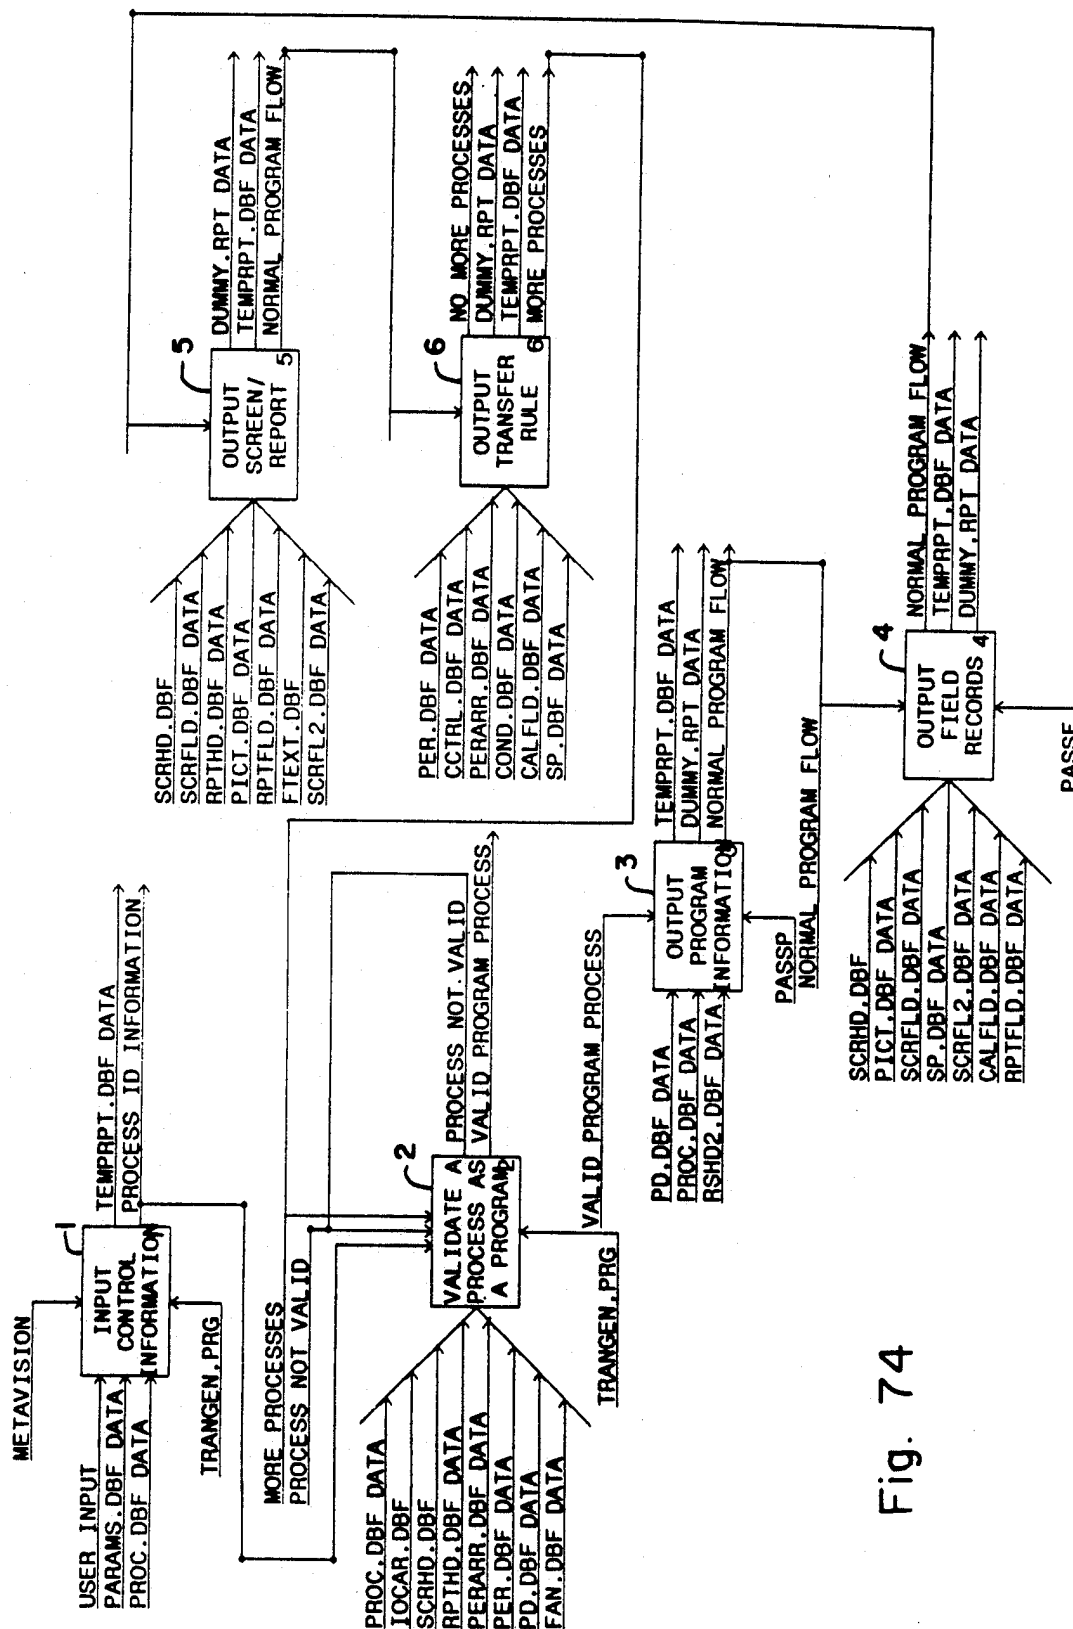 METAVISION
1
USER INPUT
PARAMS.DBF DATA
PROC.DBF DATA
INPUT
CONTROL
INFORMATION
1
TEMPRPT.DBF DATA
PROCESS ID INFORMATION
TRANGEN.PRG
MORE PROCESSES
PROCESS NOT VALID
2
PROC.DBF DATA
IOCAR.DBF
SCRHD.DBF
RPTHD.DBF DATA
PERARR.DBF DATA
PER.DBF DATA
PD.DBF DATA
FAN.DBF DATA
VALIDATE A
PROCESS AS
A PROGRAM
2
PROCESS NOT.VALID
VALID PROGRAM PROCESS
TRANGEN.PRG
VALID PROGRAM PROCESS
3
PD.DBF DATA
PROC.DBF DATA
RSHD2.DBF DATA
OUTPUT
PROGRAM
INFORMATION
3
TEMPRPT.DBF DATA
DUMMY.RPT DATA
NORMAL PROGRAM FLOW
PASSP
NORMAL PROGRAM FLOW
4
SCRHD.DBF
PICT.DBF DATA
SCRFLD.DBF DATA
SP.DBF DATA
SCRFL2.DBF DATA
CALFLD.DBF DATA
RPTFLD.DBF DATA
OUTPUT
FIELD
RECORDS
4
NORMAL PROGRAM FLOW
TEMPRPT.DBF DATA
DUMMY.RPT DATA
PASSF
5
SCRHD.DBF
SCRFLD.DBF DATA
RPTHD.DBF DATA
PICT.DBF DATA
RPTFLD.DBF DATA
FTEXT.DBF
SCRFL2.DBF DATA
OUTPUT
SCREEN/
REPORT
5
DUMMY.RPT DATA
TEMPRPT.DBF DATA
NORMAL PROGRAM FLOW
6
PER.DBF DATA
CCTRL.DBF DATA
PERARR.DBF DATA
COND.DBF DATA
CALFLD.DBF DATA
SP.DBF DATA
OUTPUT
TRANSFER
RULE
6
NO MORE PROCESSES
DUMMY.RPT DATA
TEMPRPT.DBF DATA
MORE PROCESSES
Fig. 74